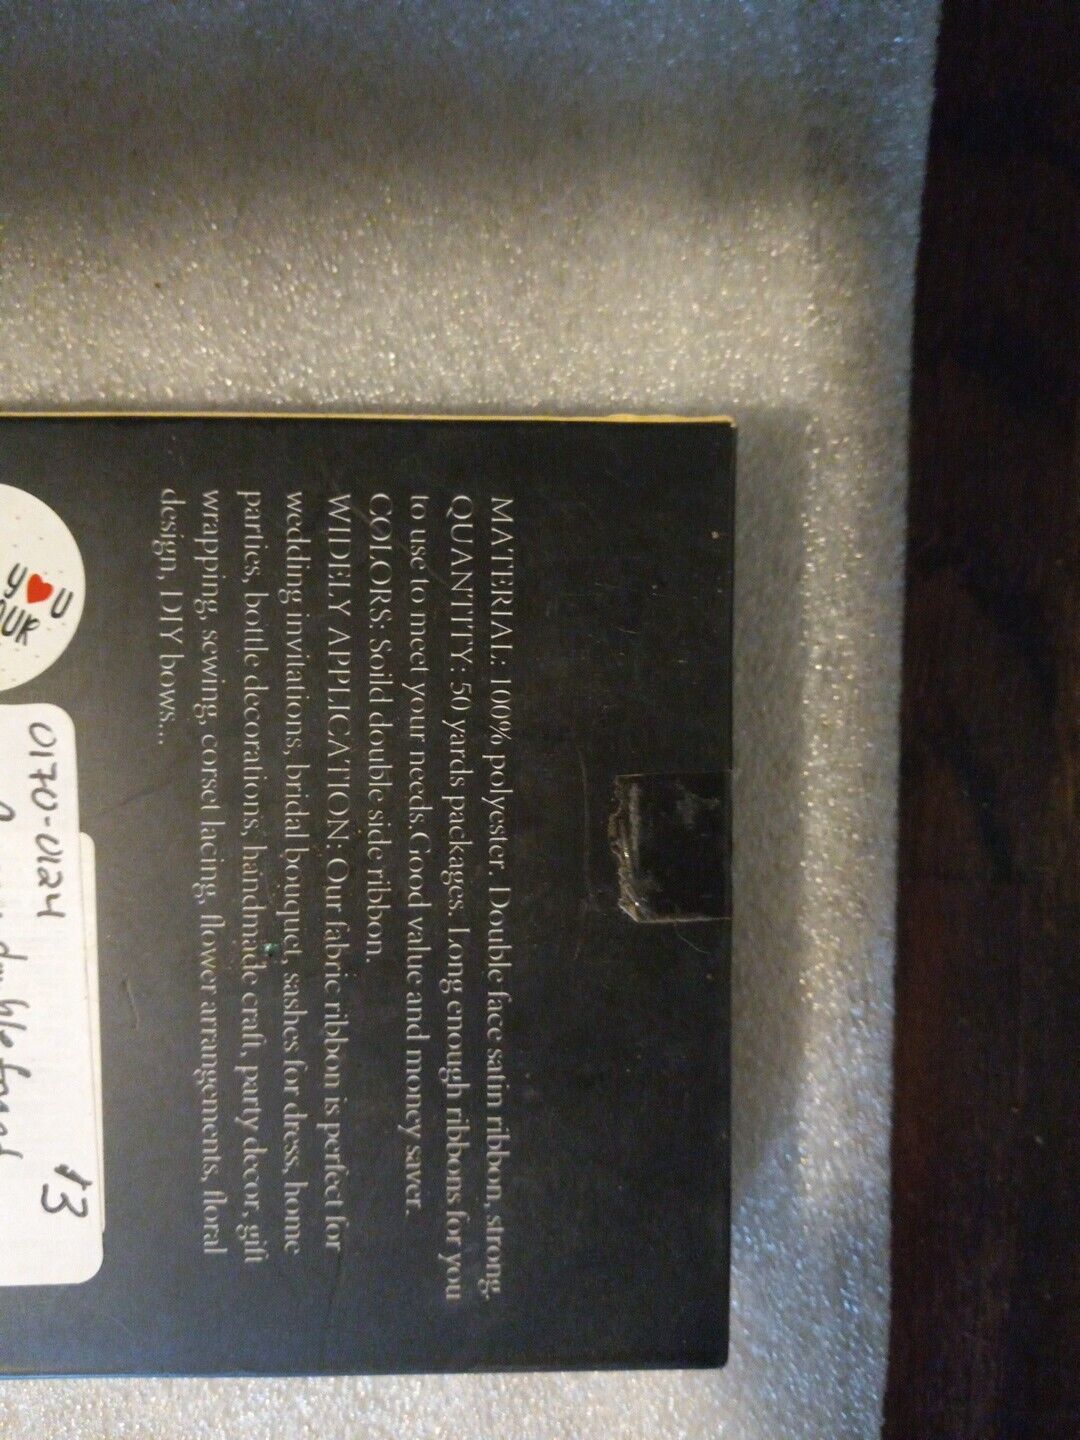 MATERIAL: 100% polyester. Double face satin ribbon, strong.
QUANTITY: 50 yards packages. Long enough ribbons for you
to use to meet your needs.Good value and money saver.
COLORS: Soild double side ribbon.
WIDELY APPLICATION: Our fabric ribbon is perfect for
wedding invitations, bridal bouquet, sashes for dress, home
parties, bottle decorations, handmade craft, party decor, gift
wrapping, sewing, corset lacing, flower arrangements, floral
design, DIY bows...
Y❤U
OUR
0170-0124
$3
double faced